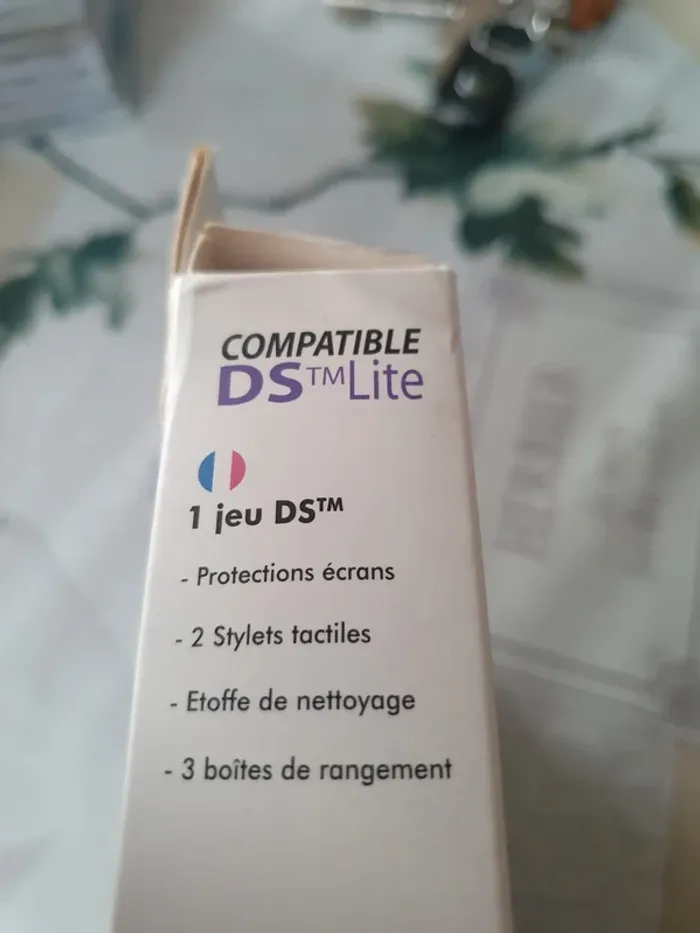 COMPATIBLE
DS™Lite
1 jeu DS™
- Protections écrans
- 2 Stylets tactiles
- Etoffe de nettoyage
- 3 boîtes de rangement